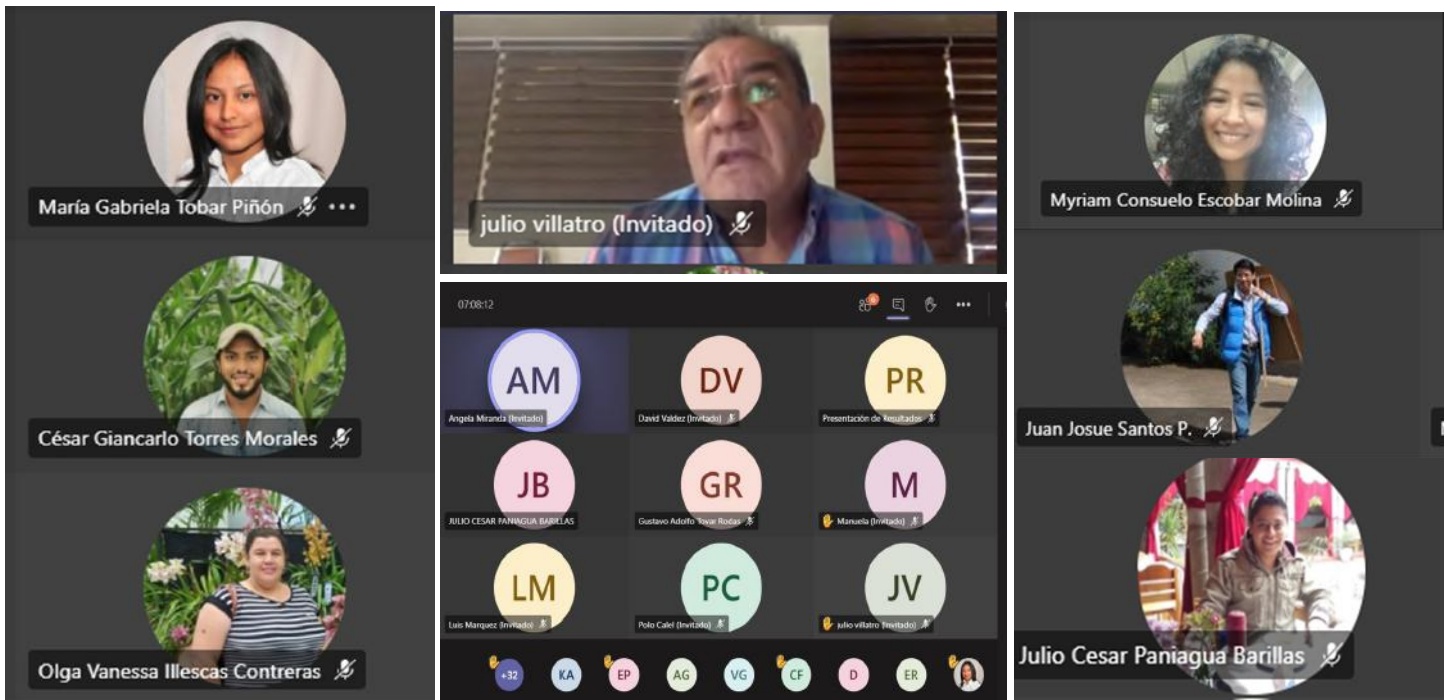 María Gabriela Tobar Piñón
César Giancarlo Torres Morales
Olga Vanessa Illescas Contreras
julio villatro (Invitado)
07:08:12
6
AM
Angela Miranda (Invitado)
DV
David Valdez (Invitado)
PR
Presentación de Resultados
JB
JULIO CESAR PANIAGUA BARILLAS
GR
Gustavo Adolfo Tovar Rodas
M
Manuela (Invitado)
LM
Luis Marquez (Invitado)
PC
Polo Calel (Invitado)
JV
julio villatro (Invitado)
+32
KA
EP
AG
VG
CF
D
ER
Myriam Consuelo Escobar Molina
Juan Josue Santos P.
Julio Cesar Paniagua Barillas